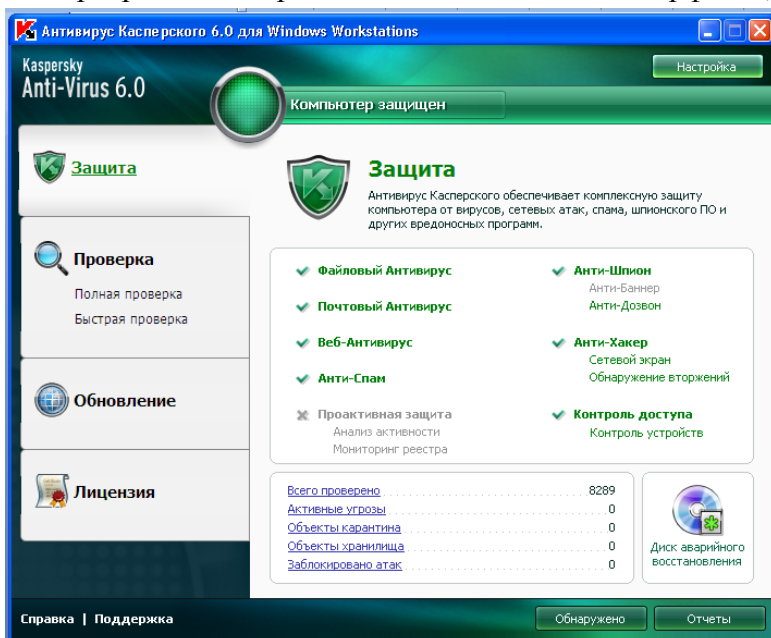 Антивирус Касперского 6.0 для Windows Workstations
Kaspersky
Anti-Virus 6.0
Настройка
Компьютер защищен
Защита
Проверка
Полная проверка
Быстрая проверка
Обновление
Лицензия
Защита
Антивирус Касперского обеспечивает комплексную защиту
компьютера от вирусов, сетевых атак, спама, шпионского ПО и
других вредоносных программ.
Файловый Антивирус
Почтовый Антивирус
Веб-Антивирус
Анти-Спам
Проактивная защита
Анализ активности
Мониторинг реестра
Анти-Шпион
Анти-Баннер
Анти-Дозвон
Анти-Хакер
Сетевой экран
Обнаружение вторжений
Контроль доступа
Контроль устройств
Всего проверено 8289
Активные угрозы 0
Объекты карантина 0
Объекты хранилища 0
Заблокировано атак 0
Диск аварийного
восстановления
Справка | Поддержка
Обнаружено
Отчеты